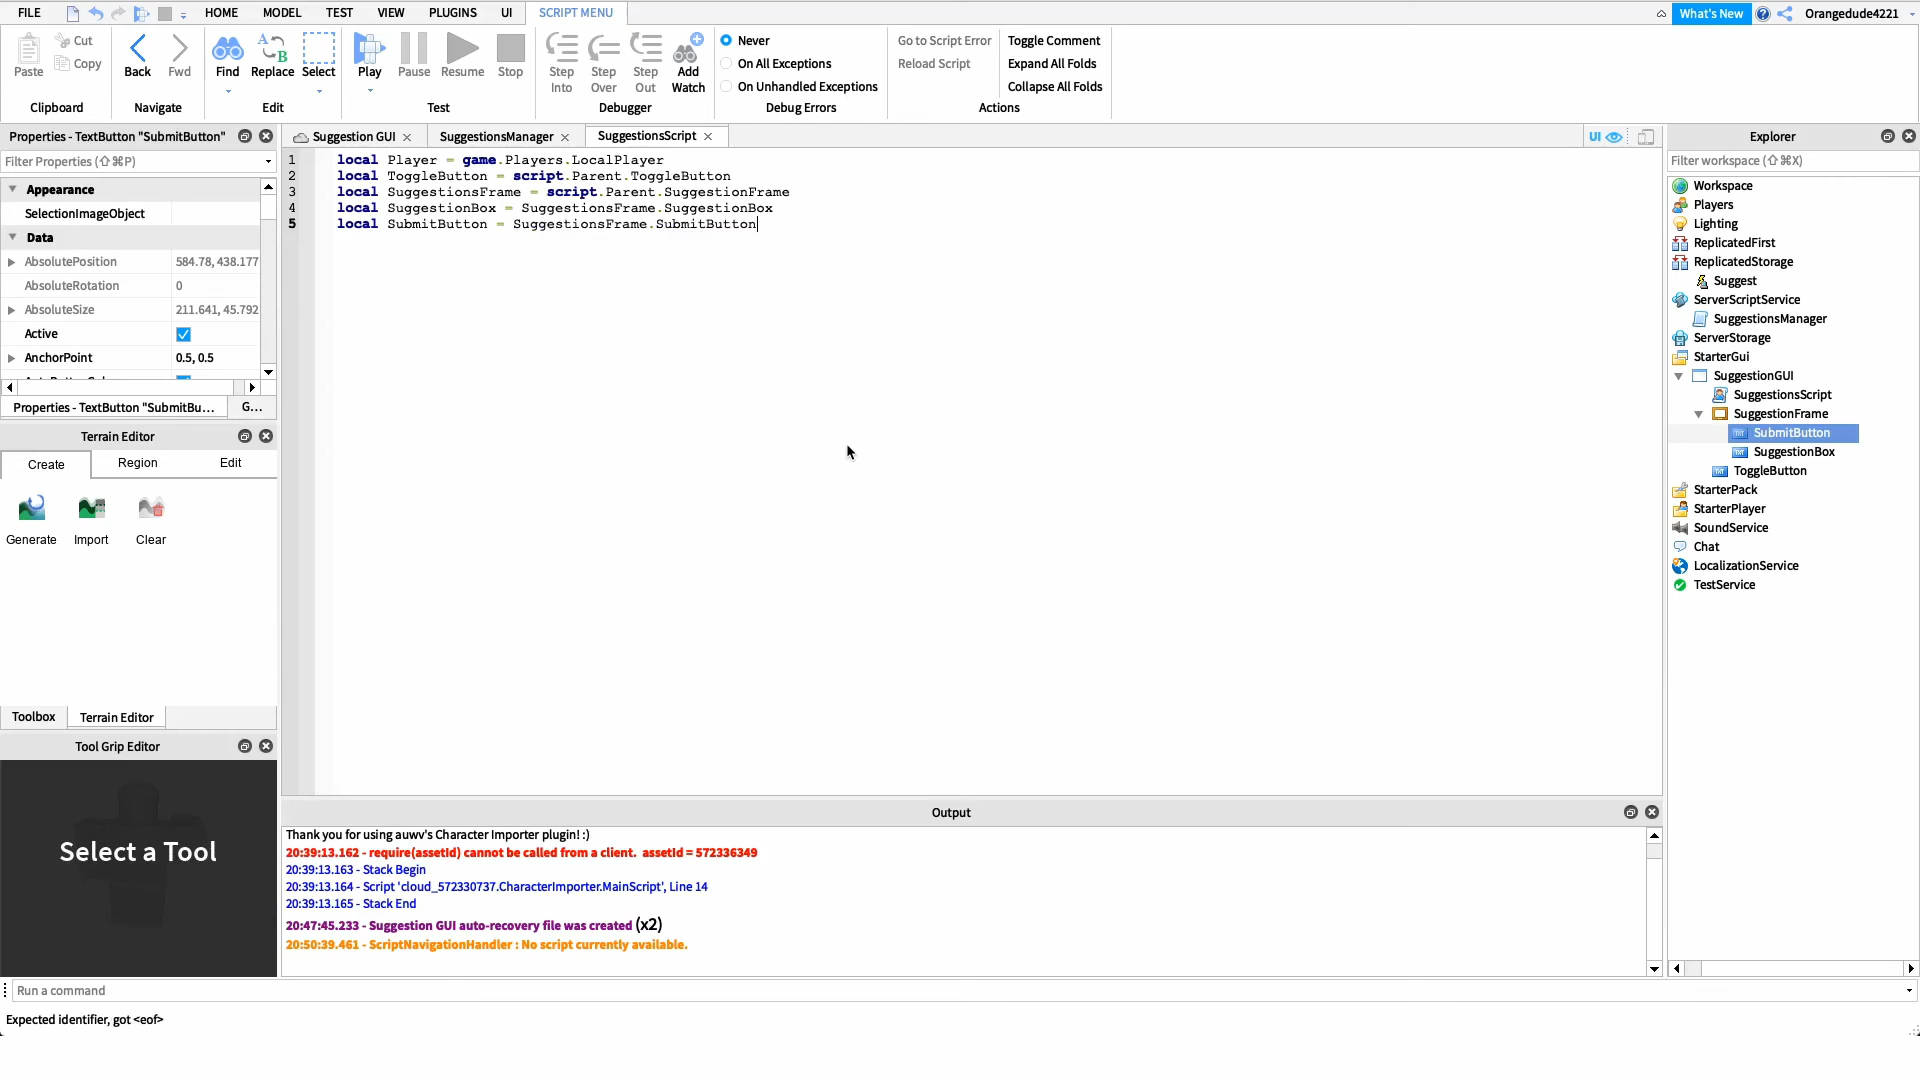 FILE
HOME
MODEL
TEST
VIEW
PLUGINS
UI
SCRIPT MENU
What's New
Orangedude4221
Paste
Cut
Copy
Clipboard
Back
Fwd
Navigate
Find
Replace
Select
Edit
Play
Pause
Resume
Stop
Test
Step
Into
Step
Over
Step
Out
Add
Watch
Debugger
Never
On All Exceptions
On Unhandled Exceptions
Debug Errors
Go to Script Error
Reload Script
Toggle Comment
Expand All Folds
Collapse All Folds
Actions
Properties - TextButton "SubmitButton"
Filter Properties (⇧⌘P)
Appearance
SelectionImageObject
Data
AbsolutePosition 584.78, 438.177
AbsoluteRotation 0
AbsoluteSize 211.641, 45.792
Active
AnchorPoint 0.5, 0.5
Properties - TextButton "SubmitBu...
G...
Terrain Editor
Create
Region
Edit
Generate
Import
Clear
Toolbox
Terrain Editor
Tool Grip Editor
Select a Tool
Suggestion GUI
SuggestionsManager
SuggestionsScript
UI
1 local Player = game.Players.LocalPlayer
2 local ToggleButton = script.Parent.ToggleButton
3 local SuggestionsFrame = script.Parent.SuggestionFrame
4 local SuggestionBox = SuggestionsFrame.SuggestionBox
5 local SubmitButton = SuggestionsFrame.SubmitButton
Output
Thank you for using auwv's Character Importer plugin! :)
20:39:13.162 - require(assetId) cannot be called from a client. assetId = 572336349
20:39:13.163 - Stack Begin
20:39:13.164 - Script 'cloud_572330737.CharacterImporter.MainScript', Line 14
20:39:13.165 - Stack End
20:47:45.233 - Suggestion GUI auto-recovery file was created (x2)
20:50:39.461 - ScriptNavigationHandler : No script currently available.
Explorer
Filter workspace (⇧⌘X)
Workspace
Players
Lighting
ReplicatedFirst
ReplicatedStorage
Suggest
ServerScriptService
SuggestionsManager
ServerStorage
StarterGui
SuggestionGUI
SuggestionsScript
SuggestionFrame
SubmitButton
SuggestionBox
ToggleButton
StarterPack
StarterPlayer
SoundService
Chat
LocalizationService
TestService
Run a command
Expected identifier, got <eof>